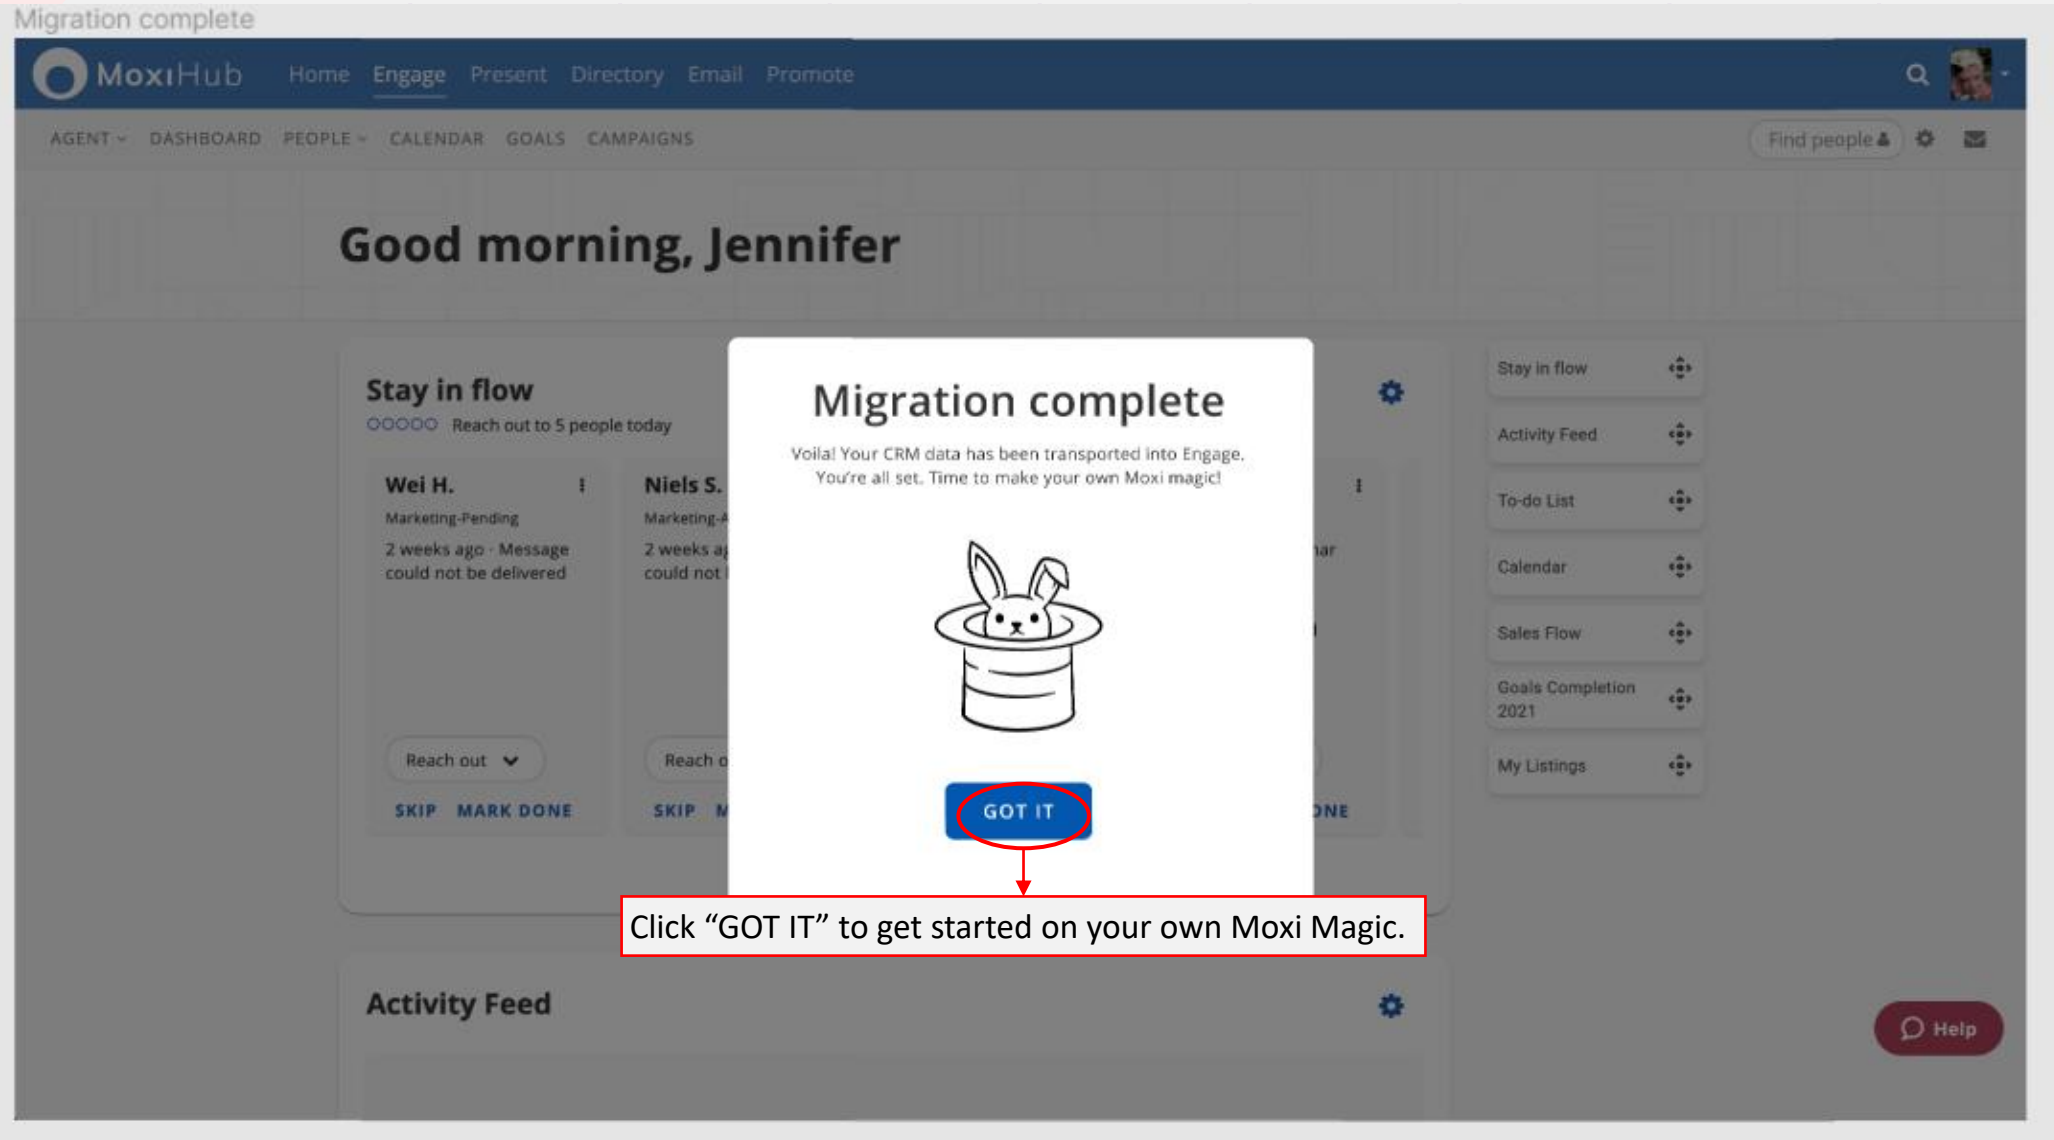 Migration complete
MoxiHub Home Engage Present Directory Email Promote
AGENT DASHBOARD PEOPLE CALENDAR GOALS CAMPAIGNS
Find people
Good morning, Jennifer
Stay in flow
Reach out to 5 people today
Wei H.
Marketing-Pending
2 weeks ago · Message
could not be delivered
Reach out
SKIP MARK DONE
Niels S.
2 weeks
could not
Reach
SKIP
Migration complete
Voila! Your CRM data has been transported into Engage.
You're all set. Time to make your own Moxi magic!
GOT IT
Click “GOT IT” to get started on your own Moxi Magic.
Stay in flow
Activity Feed
To-do List
Calendar
Sales Flow
Goals Completion
2021
My Listings
Activity Feed
Help